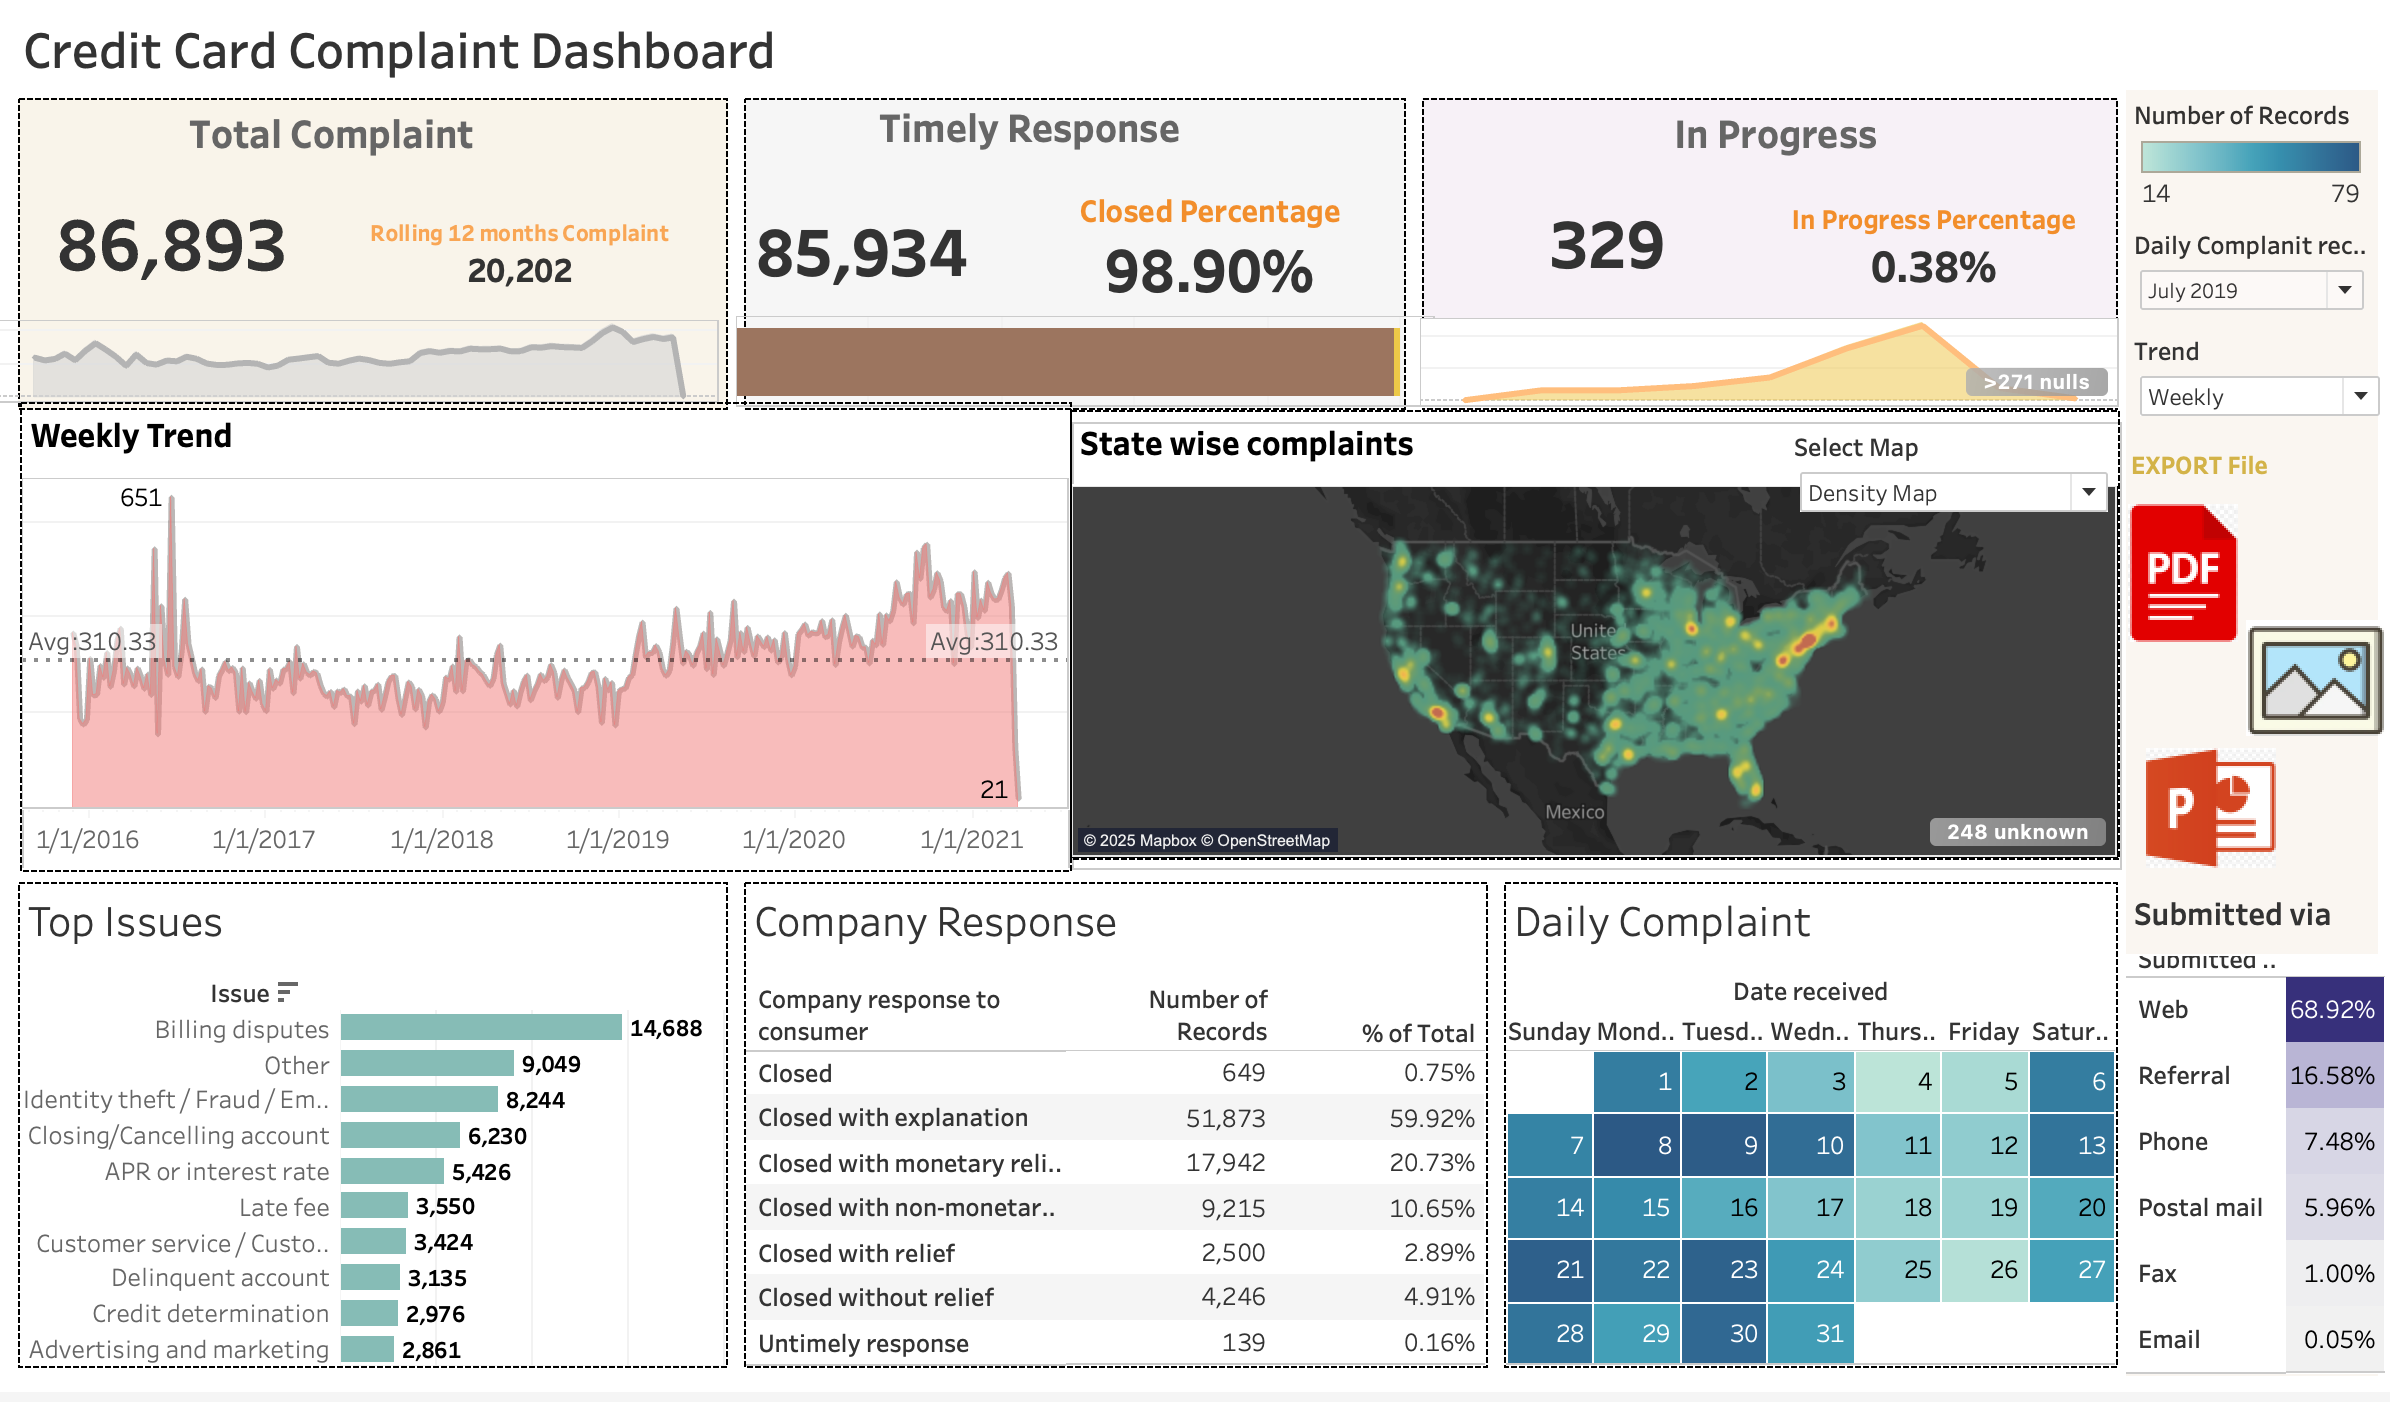 Credit Card Complaint Dashboard
Total Complaint
86,893
Rolling 12 months Complaint
20,202
Timely Response
85,934
Closed Percentage
98.90%
In Progress
329
In Progress Percentage
0.38%
>271 nulls
Number of Records
14 79
Daily Complanit rec..
July 2019
Trend
Weekly
EXPORT File
PDF
P
Weekly Trend
651
Avg:310.33 Avg:310.33
21
1/1/2016 1/1/2017 1/1/2018 1/1/2019 1/1/2020 1/1/2021
State wise complaints
Select Map
Density Map
United
States
Mexico
© 2025 Mapbox © OpenStreetMap
248 unknown
Top Issues
Issue
Billing disputes 14,688
Other 9,049
Identity theft / Fraud / Em.. 8,244
Closing/Cancelling account 6,230
APR or interest rate 5,426
Late fee 3,550
Customer service / Custo.. 3,424
Delinquent account 3,135
Credit determination 2,976
Advertising and marketing 2,861
Company Response
Company response to consumer Number of Records % of Total
Closed 649 0.75%
Closed with explanation 51,873 59.92%
Closed with monetary reli.. 17,942 20.73%
Closed with non-monetar.. 9,215 10.65%
Closed with relief 2,500 2.89%
Closed without relief 4,246 4.91%
Untimely response 139 0.16%
Daily Complaint
Date received
Sunday Mond.. Tuesd.. Wedn.. Thurs.. Friday Satur..
1 2 3 4 5 6
7 8 9 10 11 12 13
14 15 16 17 18 19 20
21 22 23 24 25 26 27
28 29 30 31
Submitted via
Submitted ..
Web 68.92%
Referral 16.58%
Phone 7.48%
Postal mail 5.96%
Fax 1.00%
Email 0.05%